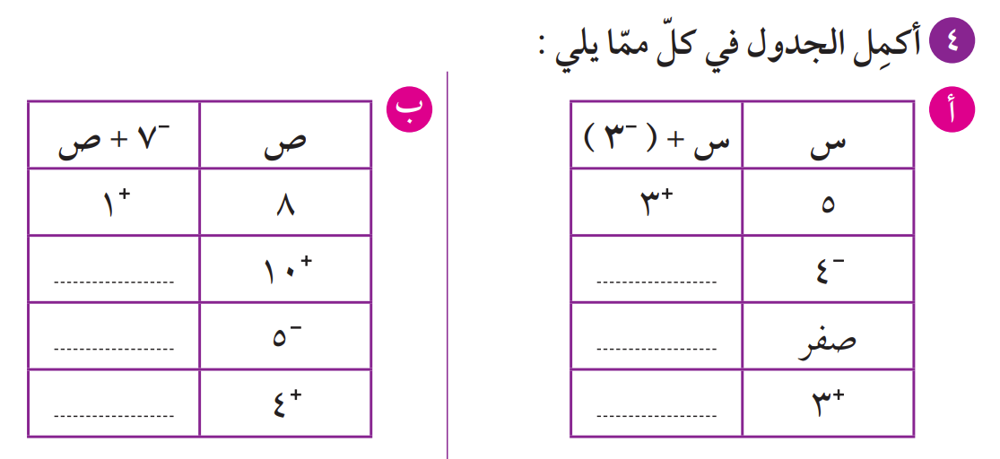 ٤ أكمِل الجدول في كلّ ممّا يلي :
أ
س | س + ( ⁻٣ )
٥ | ⁺٣
⁻٤ | ....................
صفر | ....................
⁺٣ | ....................
ب
ص | ⁻٧ + ص
٨ | ⁺١
⁺١٠ | ....................
⁻٥ | ....................
⁺٤ | ....................